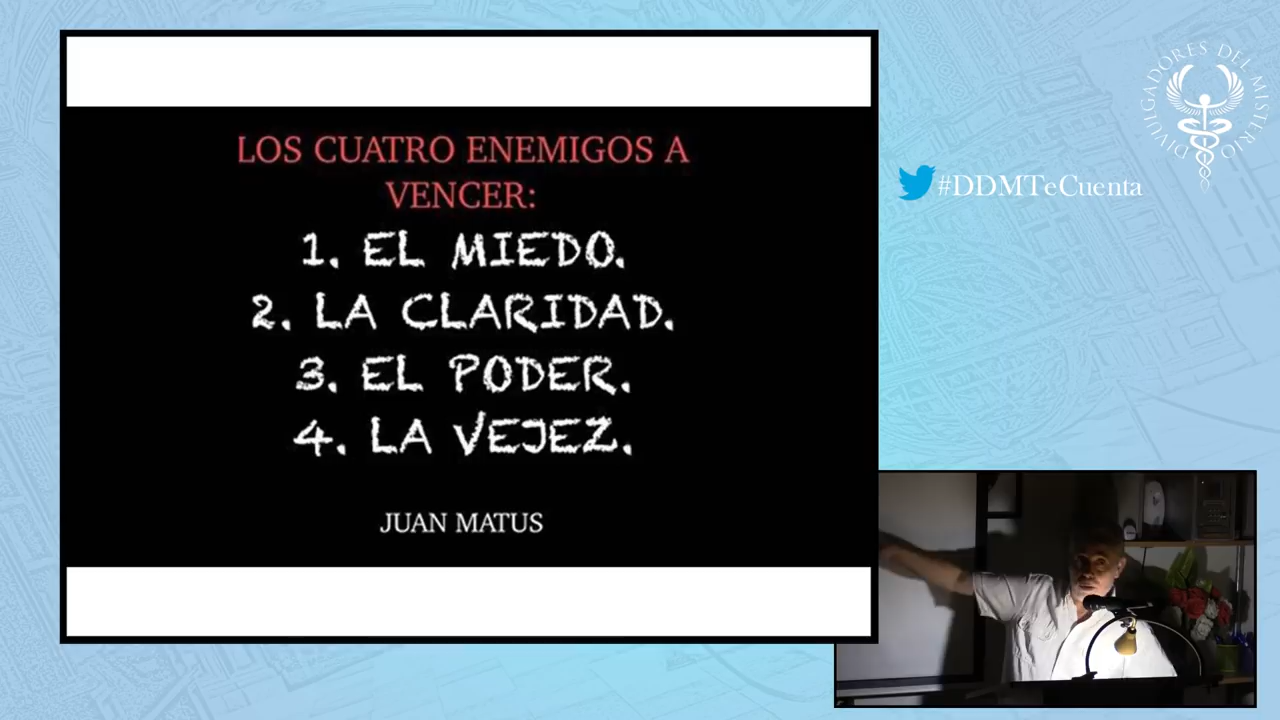 LOS CUATRO ENEMIGOS A
VENCER:
1. EL MIEDO.
2. LA CLARIDAD.
3. EL PODER.
4. LA VEJEZ.
JUAN MATUS
#DDMTeCuenta
DIVULGADORES DEL MISTERIO